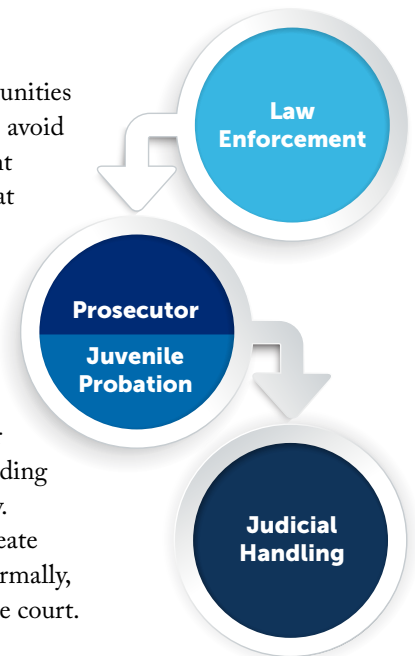 unities
avoid
nt
at
ding
y.
eate
rmally,
e court.
Law
Enforcement
Prosecutor
Juvenile
Probation
Judicial
Handling